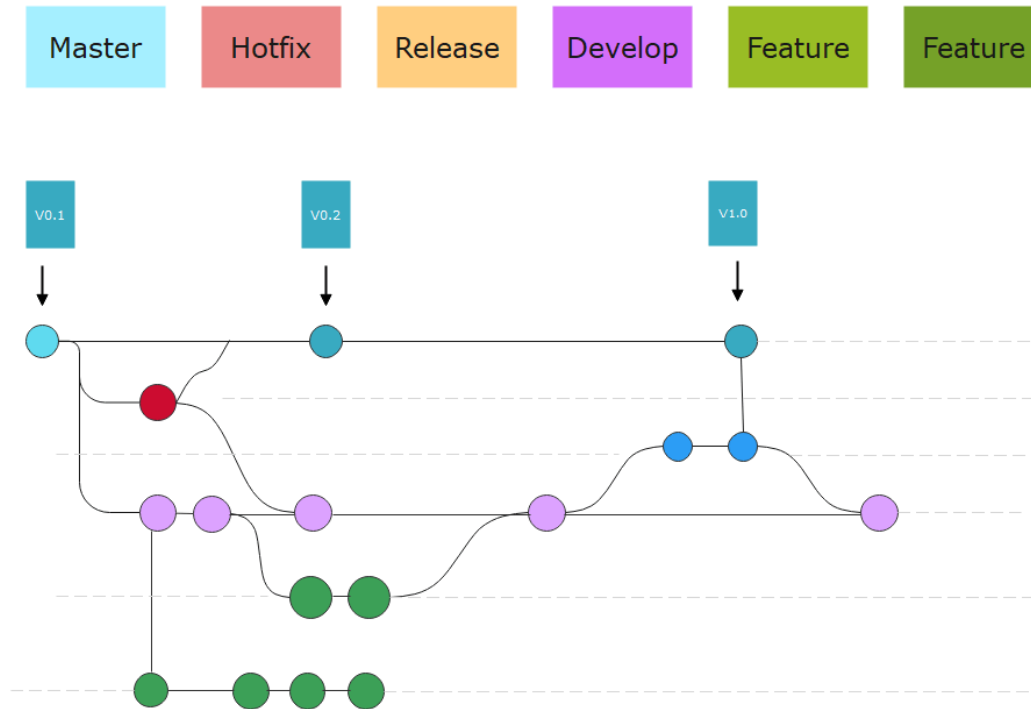 Master
Hotfix
Release
Develop
Feature
Feature
V0.1
V0.2
V1.0